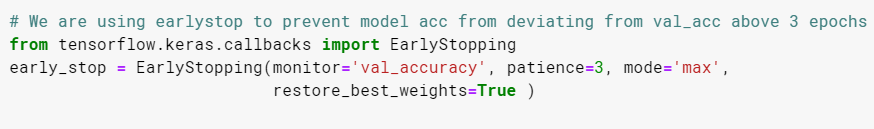 # We are using earlystop to prevent model acc from deviating from val_acc above 3 epochs
from tensorflow.keras.callbacks import EarlyStopping
early_stop = EarlyStopping(monitor='val_accuracy', patience=3, mode='max',
                           restore_best_weights=True )